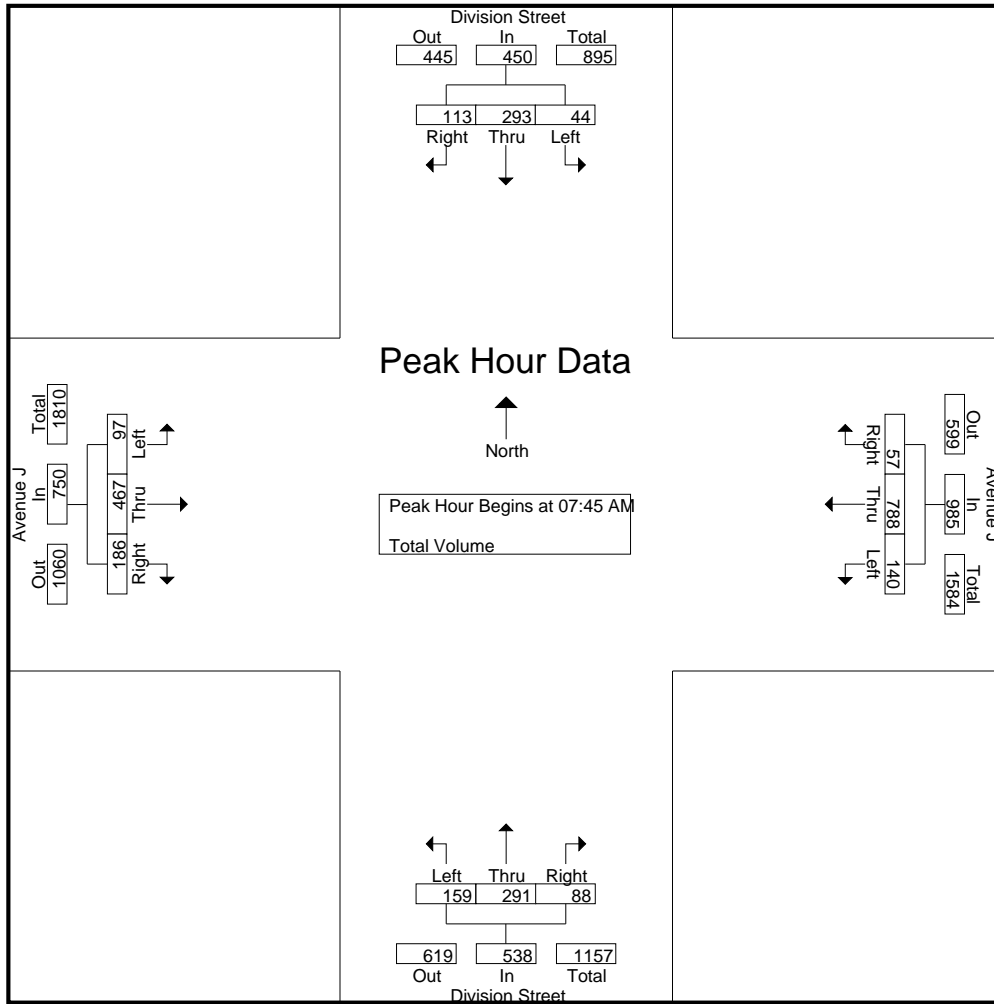 Division Street
Out In Total
445 450 895
113 293 44
Right Thru Left
Peak Hour Data
North
Peak Hour Begins at 07:45 AM
Total Volume
Avenue J
Out In Total
1060 750 1810
186 467 97
Right Thru Left
Avenue J
Out In Total
599 985 1584
57 788 140
Right Thru Left
Left Thru Right
159 291 88
619 538 1157
Out In Total
Division Street